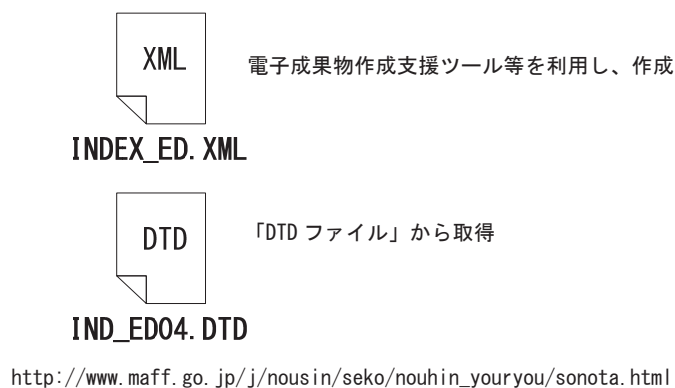 XML
電子成果物作成支援ツール等を利用し、作成
INDEX_ED.XML
DTD
「DTD ファイル」から取得
IND_ED04.DTD
http://www.maff.go.jp/j/nousin/seko/nouhin_youryou/sonota.html